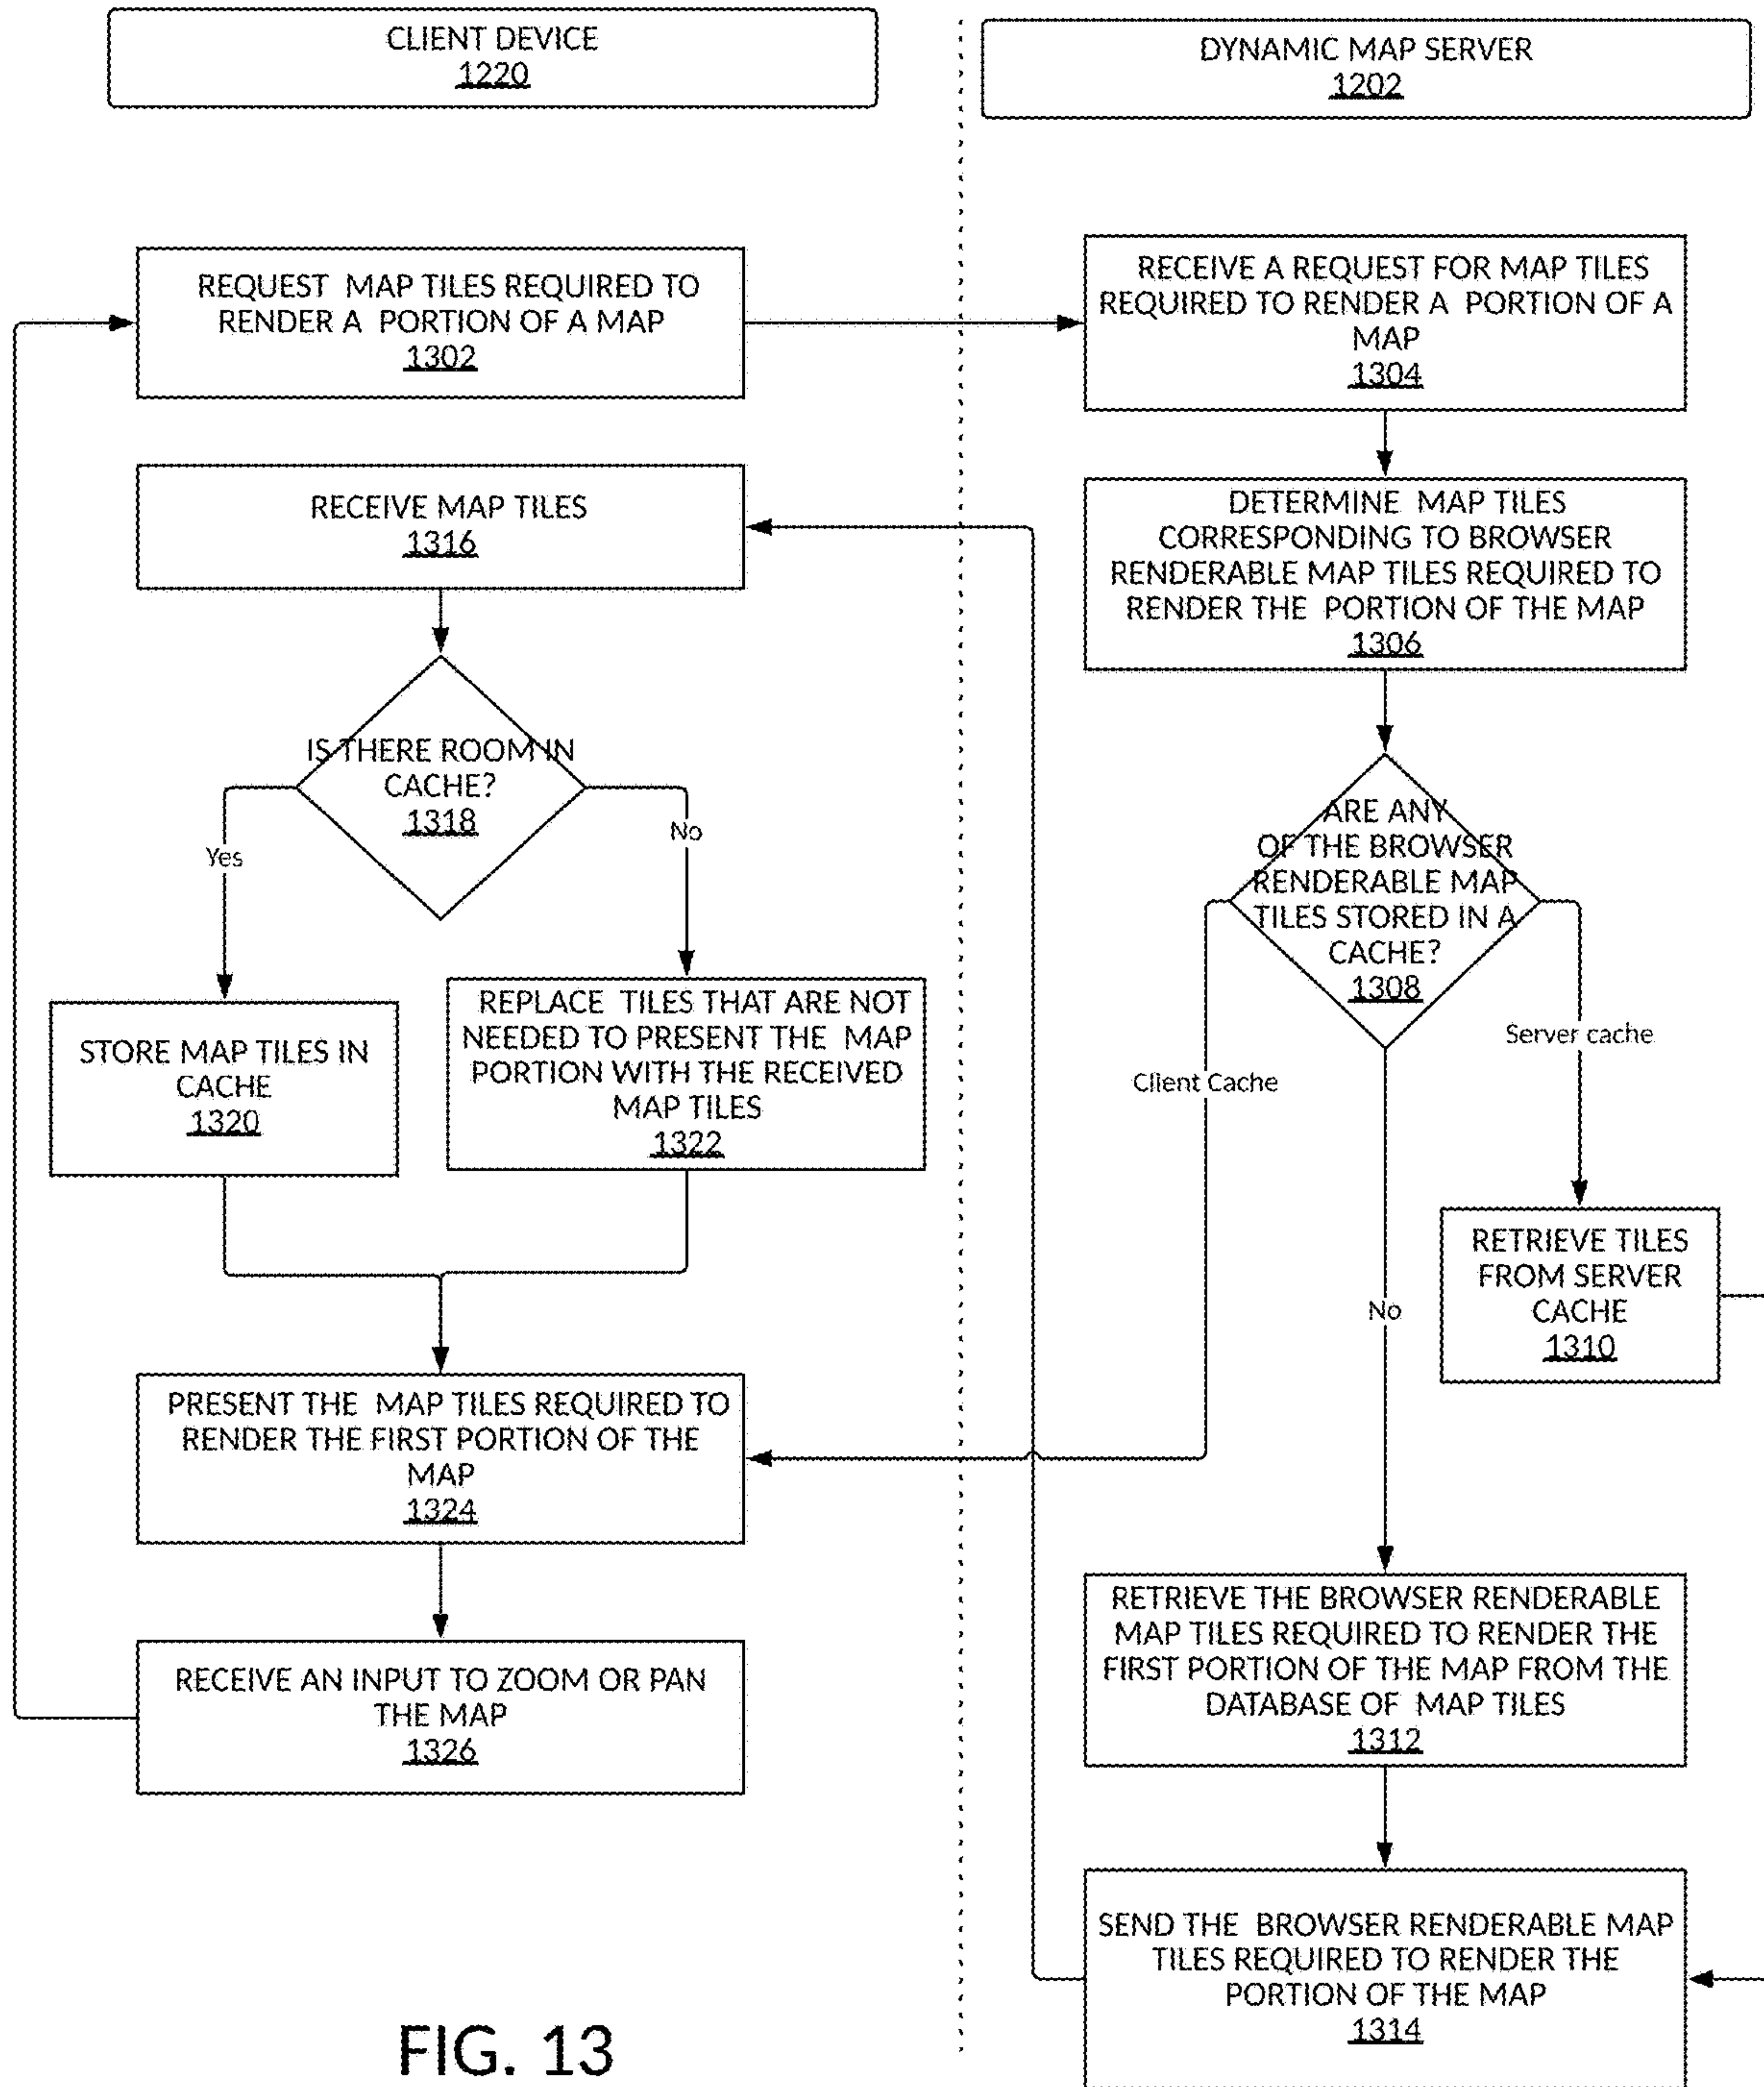 CLIENT DEVICE
1220
DYNAMIC MAP SERVER
1202
REQUEST MAP TILES REQUIRED TO
RENDER A PORTION OF A MAP
1302
RECEIVE A REQUEST FOR MAP TILES
REQUIRED TO RENDER A PORTION OF A
MAP
1304
RECEIVE MAP TILES
1316
DETERMINE MAP TILES
CORRESPONDING TO BROWSER
RENDERABLE MAP TILES REQUIRED TO
RENDER THE PORTION OF THE MAP
1306
IS THERE ROOM IN
CACHE?
1318
Yes
No
ARE ANY
OF THE BROWSER
RENDERABLE MAP
TILES STORED IN A
CACHE?
1308
Client Cache
No
Server cache
STORE MAP TILES IN
CACHE
1320
REPLACE TILES THAT ARE NOT
NEEDED TO PRESENT THE MAP
PORTION WITH THE RECEIVED
MAP TILES
1322
RETRIEVE TILES
FROM SERVER
CACHE
1310
PRESENT THE MAP TILES REQUIRED TO
RENDER THE FIRST PORTION OF THE
MAP
1324
RETRIEVE THE BROWSER RENDERABLE
MAP TILES REQUIRED TO RENDER THE
FIRST PORTION OF THE MAP FROM THE
DATABASE OF MAP TILES
1312
RECEIVE AN INPUT TO ZOOM OR PAN
THE MAP
1326
SEND THE BROWSER RENDERABLE MAP
TILES REQUIRED TO RENDER THE
PORTION OF THE MAP
1314
FIG. 13